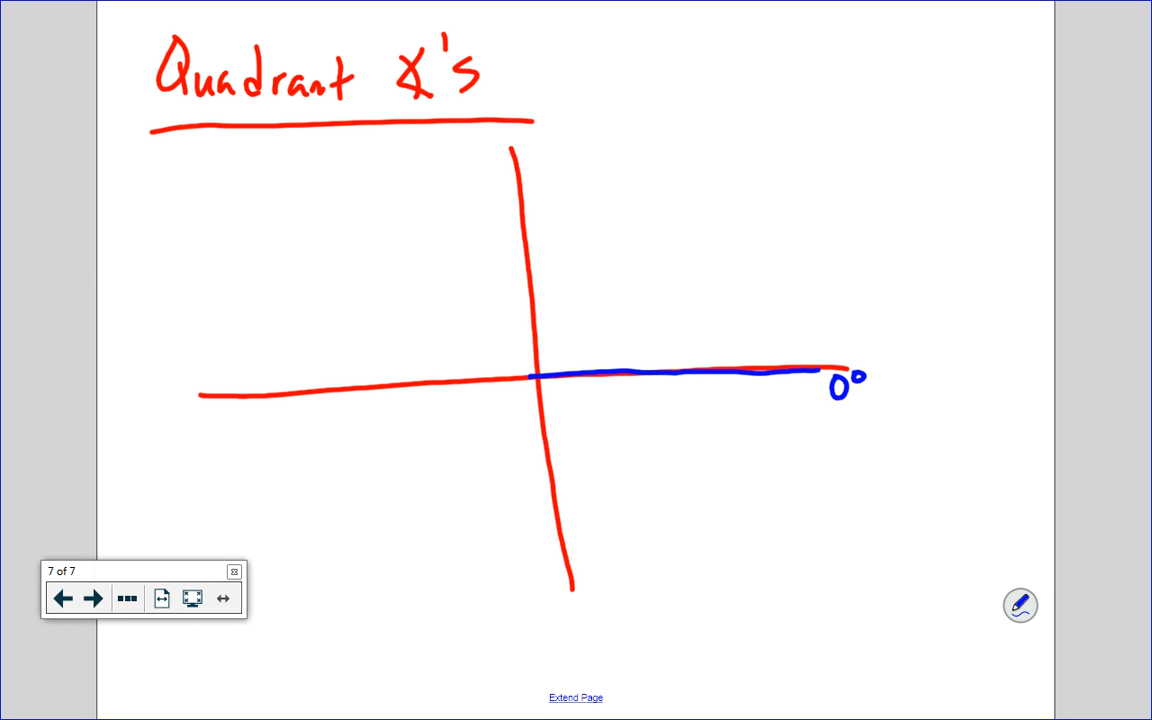 Quadrant ∡'s
0°
7 of 7
Extend Page